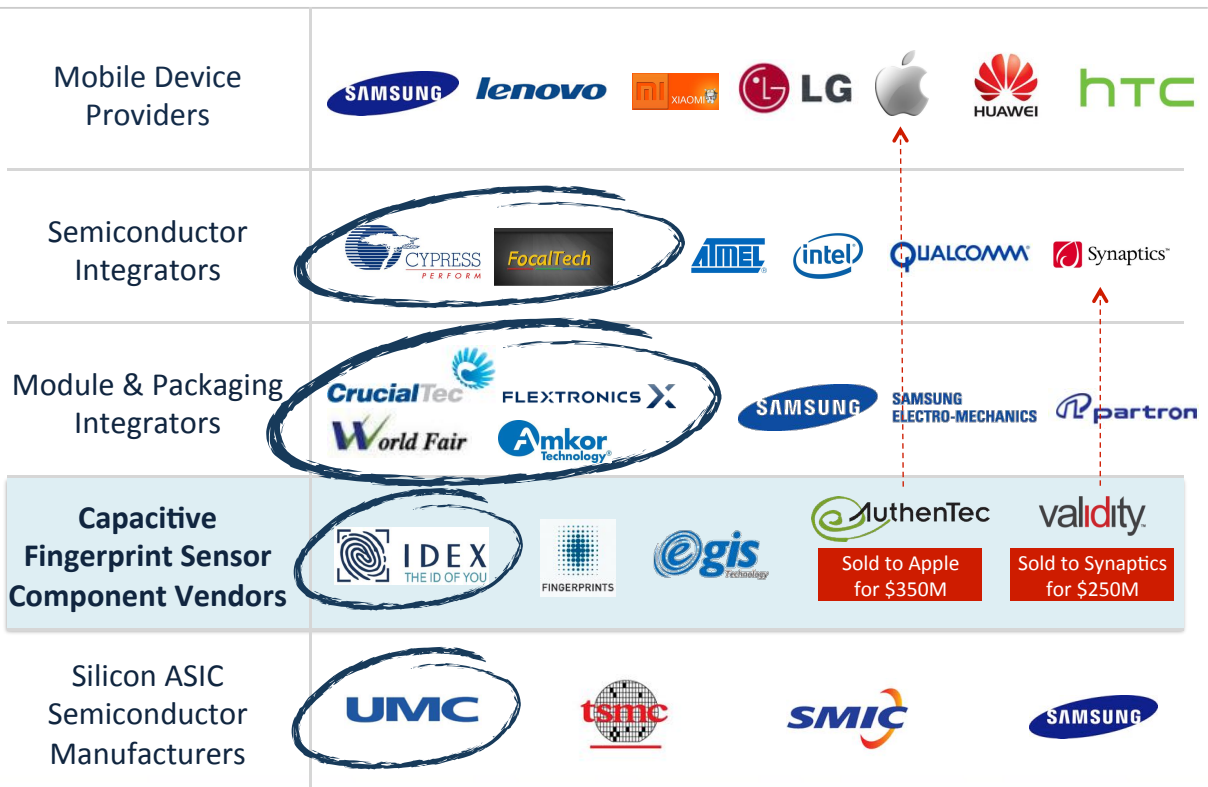 Mobile Device
Providers
SAMSUNG
lenovo
mi
XIAOMI
LG
HUAWEI
hTC
Semiconductor
Integrators
CYPRESS
PERFORM
FocalTech
ATMEL
intel
QUALCOMM
Synaptics
Module & Packaging
Integrators
CrucialTec
FLEXTRONICS
World Fair
Amkor
Technology®
SAMSUNG
SAMSUNG
ELECTRO-MECHANICS
partron
Capacitive
Fingerprint Sensor
Component Vendors
IDEX
THE ID OF YOU
FINGERPRINTS
egis
Technology
AuthenTec
Sold to Apple
for $350M
validity™
Sold to Synaptics
for $250M
Silicon ASIC
Semiconductor
Manufacturers
UMC
tsmc
SMIC
SAMSUNG